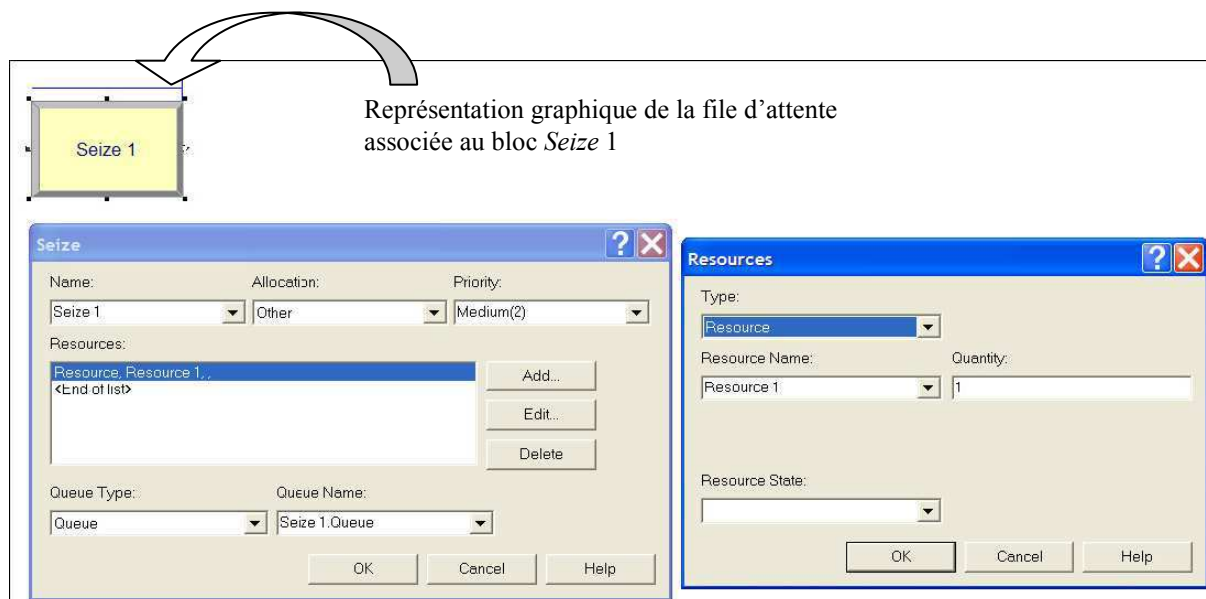 Représentation graphique de la file d'attente
associée au bloc Seize 1
Seize 1
Seize
Name: Allocation: Priority:
Seize 1 Other Medium(2)
Resources:
Resource, Resource 1, ,
<End of list>
Add...
Edit...
Delete
Queue Type: Queue Name:
Queue Seize 1.Queue
OK Cancel Help
Resources
Type:
Resource
Resource Name: Quantity:
Resource 1 1
Resource State:
OK Cancel Help